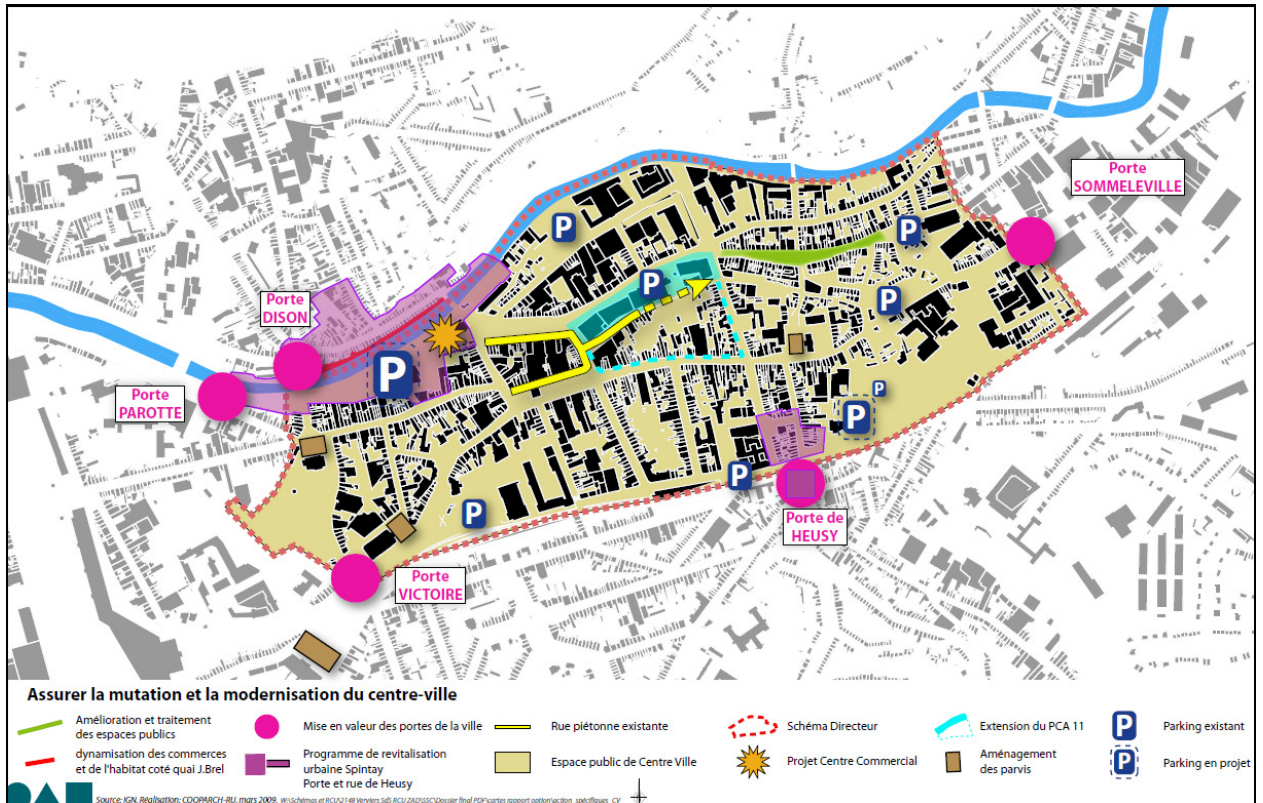 Porte
SOMMELEVILLE
P
P
P
P
Porte
DISON
P
Porte
PAROTTE
P
P
P
P
Porte de
HEUSY
Porte
VICTOIRE
Assurer la mutation et la modernisation du centre-ville
Amélioration et traitement
des espaces publics
Mise en valeur des portes de la ville
Rue piétonne existante
Schéma Directeur
Extension du PCA 11
P
Parking existant
dynamisation des commerces
et de l'habitat coté quai J.Brel
Programme de revitalisation
urbaine Spintay
Porte et rue de Heusy
Espace public de Centre Ville
Projet Centre Commercial
Aménagement
des parvis
P
Parking en projet
Source: IGN. Réalisation: COOPARCH-RU, mars 2009.